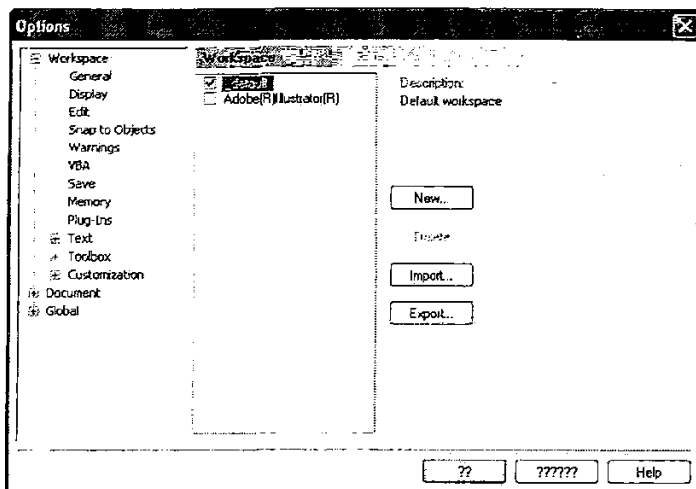 Options
Workspace
General
Display
Edit
Snap to Objects
Warnings
VBA
Save
Memory
Plug-Ins
Text
Toolbox
Customization
Document
Global
Workspace
Adobe(R)Illustrator(R)
Description:
Default workspace
New...
Delete
Import...
Export...
??
??????
Help